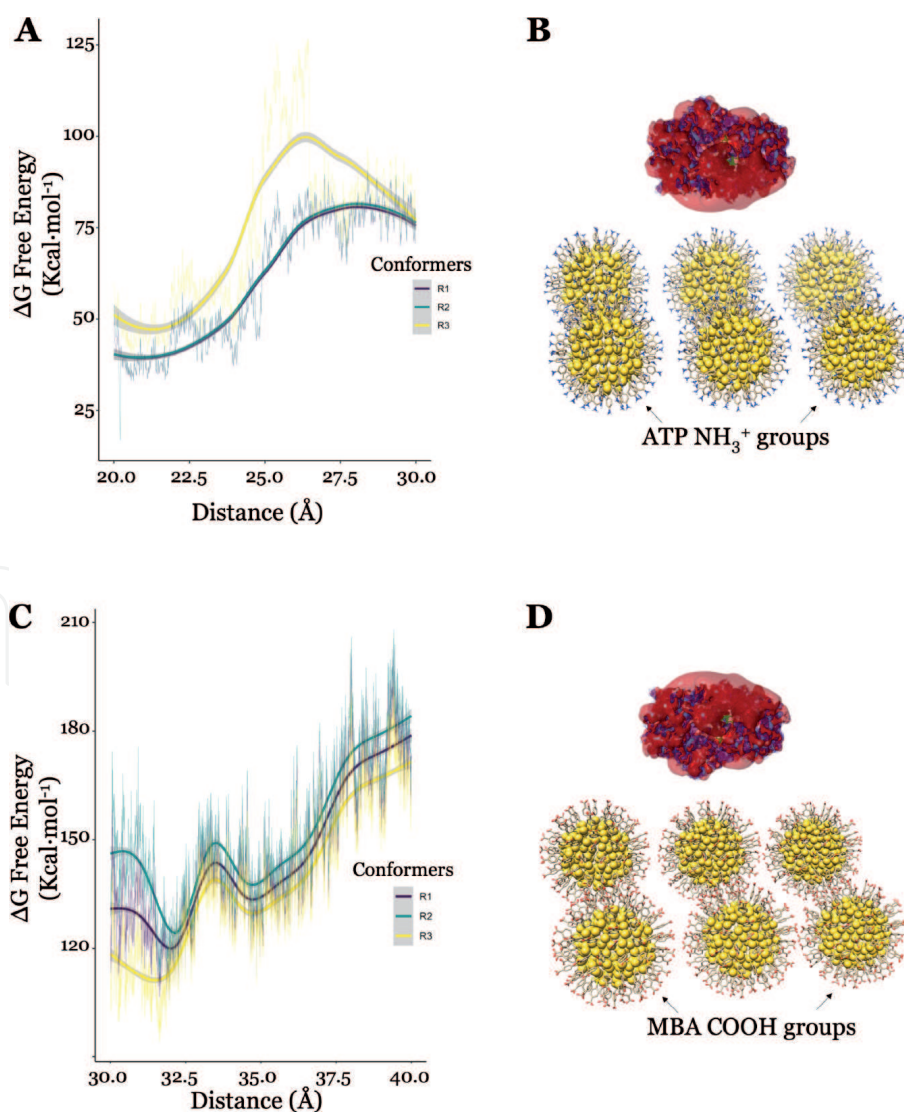 A
125
100
75
50
25
ΔG Free Energy
(Kcal·mol⁻¹)
20.0 22.5 25.0 27.5 30.0
Distance (Å)
Conformers
R1
R2
R3
B
ATP NH₃⁺ groups
C
210
180
150
120
ΔG Free Energy
(Kcal·mol⁻¹)
30.0 32.5 35.0 37.5 40.0
Distance (Å)
Conformers
R1
R2
R3
D
MBA COOH groups